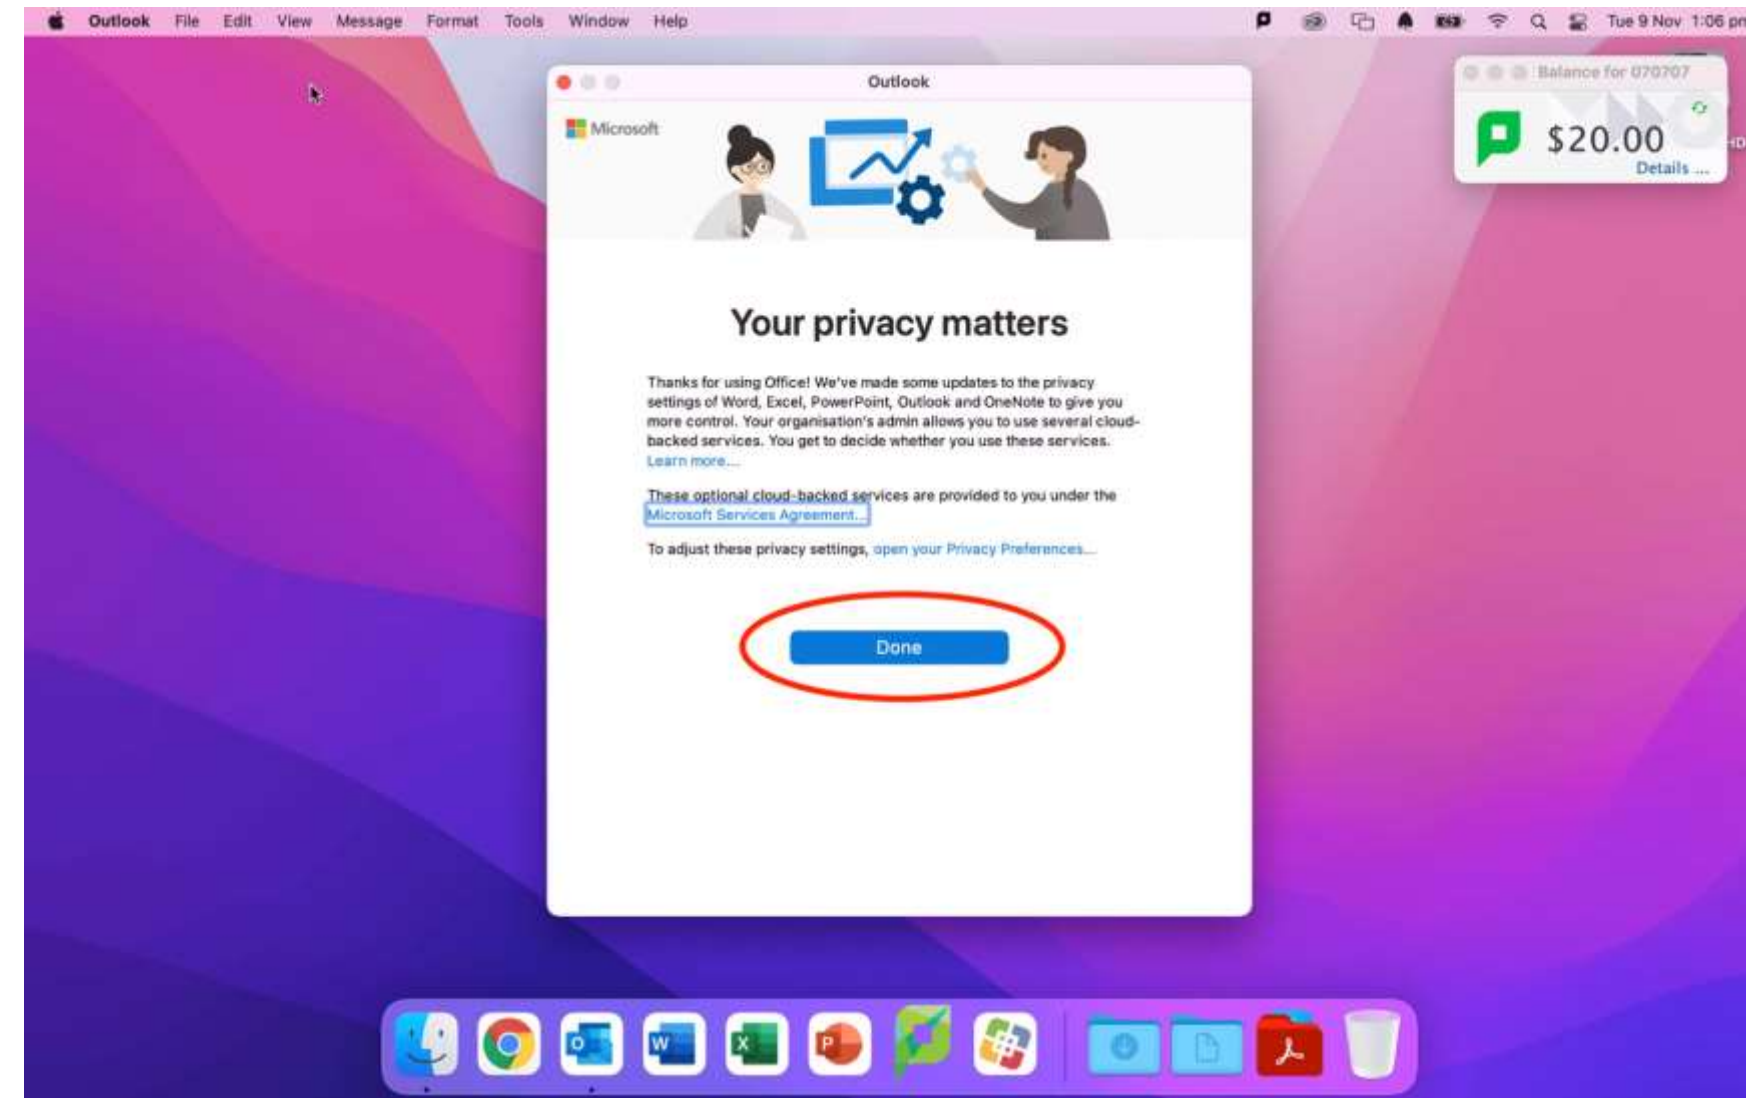 Outlook File Edit View Message Format Tools Window Help Tue 9 Nov 1:06 pm
Outlook
Microsoft
Balance for 070707
$20.00
Details ...
HD
Your privacy matters
Thanks for using Office! We've made some updates to the privacy
settings of Word, Excel, PowerPoint, Outlook and OneNote to give you
more control. Your organisation's admin allows you to use several cloud-
backed services. You get to decide whether you use these services.
Learn more....
These optional cloud-backed services are provided to you under the
Microsoft Services Agreement...
To adjust these privacy settings, open your Privacy Preferences...
Done
O
W
X
P